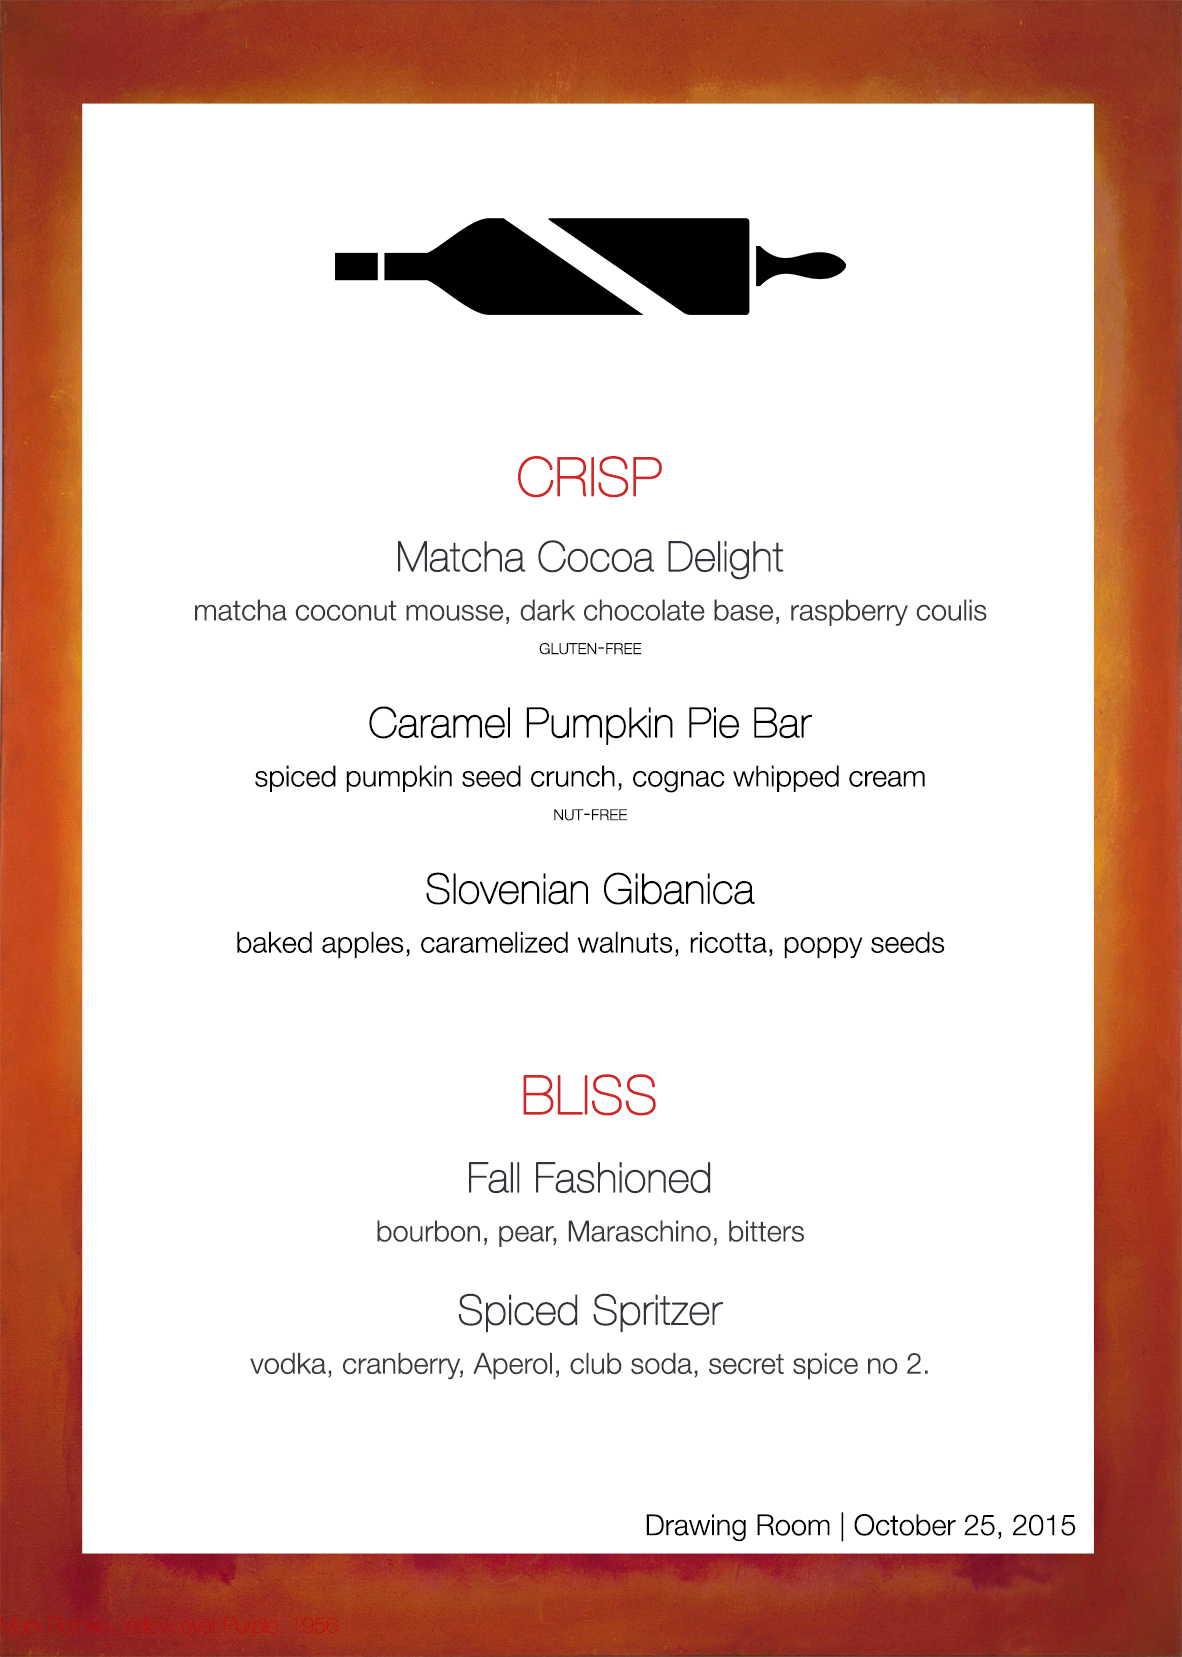 CRISP
Matcha Cocoa Delight
matcha coconut mousse, dark chocolate base, raspberry coulis
GLUTEN-FREE
Caramel Pumpkin Pie Bar
spiced pumpkin seed crunch, cognac whipped cream
NUT-FREE
Slovenian Gibanica
baked apples, caramelized walnuts, ricotta, poppy seeds
BLISS
Fall Fashioned
bourbon, pear, Maraschino, bitters
Spiced Spritzer
vodka, cranberry, Aperol, club soda, secret spice no 2.
Drawing Room | October 25, 2015
Mark Rothko, Yellow over Purple, 1956